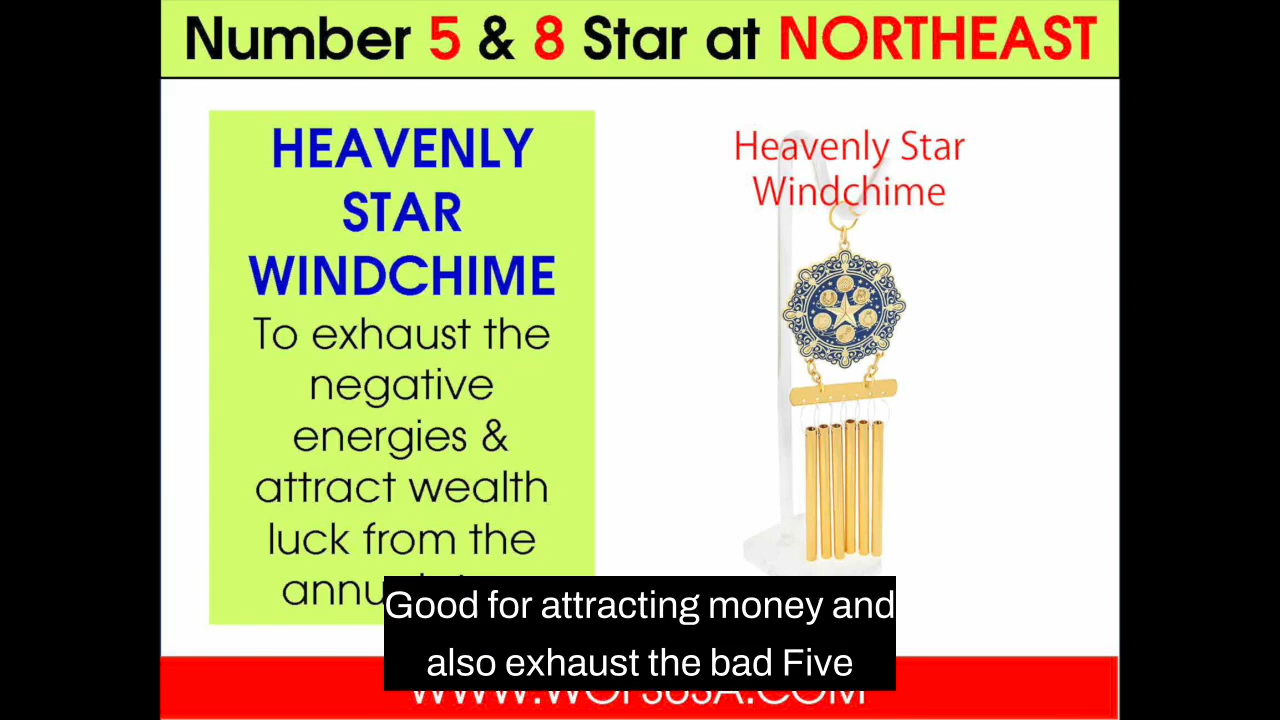 Number 5 & 8 Star at NORTHEAST
HEAVENLY
STAR
WINDCHIME
To exhaust the
negative
energies &
attract wealth
luck from the
Heavenly Star
Windchime
Good for attracting money and
also exhaust the bad Five